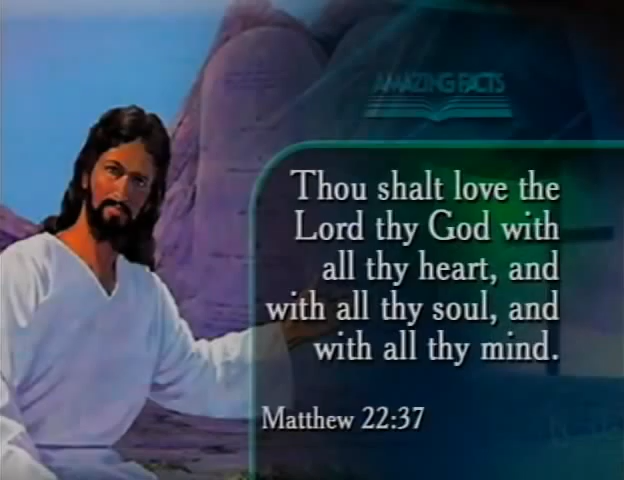 AMAZING FACTS
Thou shalt love the
Lord thy God with
all thy heart, and
with all thy soul, and
with all thy mind.
Matthew 22:37